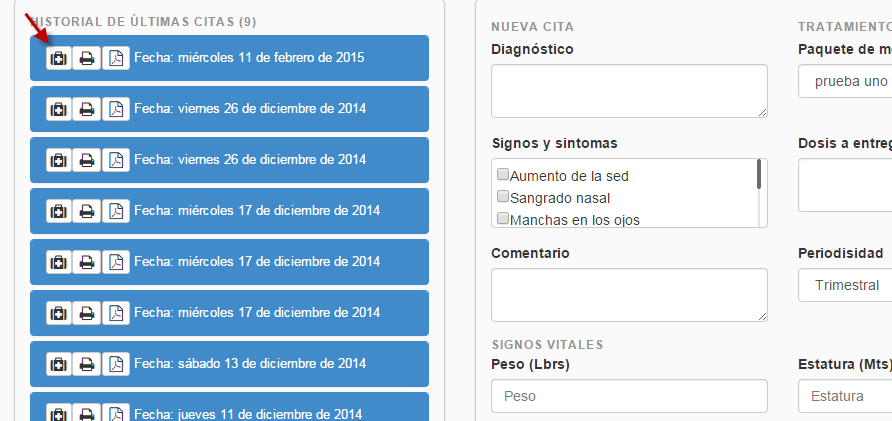 HISTORIAL DE ÚLTIMAS CITAS (9)
Fecha: miércoles 11 de febrero de 2015
Fecha: viernes 26 de diciembre de 2014
Fecha: viernes 26 de diciembre de 2014
Fecha: miércoles 17 de diciembre de 2014
Fecha: miércoles 17 de diciembre de 2014
Fecha: miércoles 17 de diciembre de 2014
Fecha: sábado 13 de diciembre de 2014
Fecha: jueves 11 de diciembre de 2014
NUEVA CITA
Diagnóstico
Signos y sintomas
Aumento de la sed
Sangrado nasal
Manchas en los ojos
Comentario
SIGNOS VITALES
Peso (Lbrs)
Peso
TRATAMIENTO
Paquete de m
prueba uno
Dosis a entreg
Periodisidad
Trimestral
Estatura (Mts)
Estatura